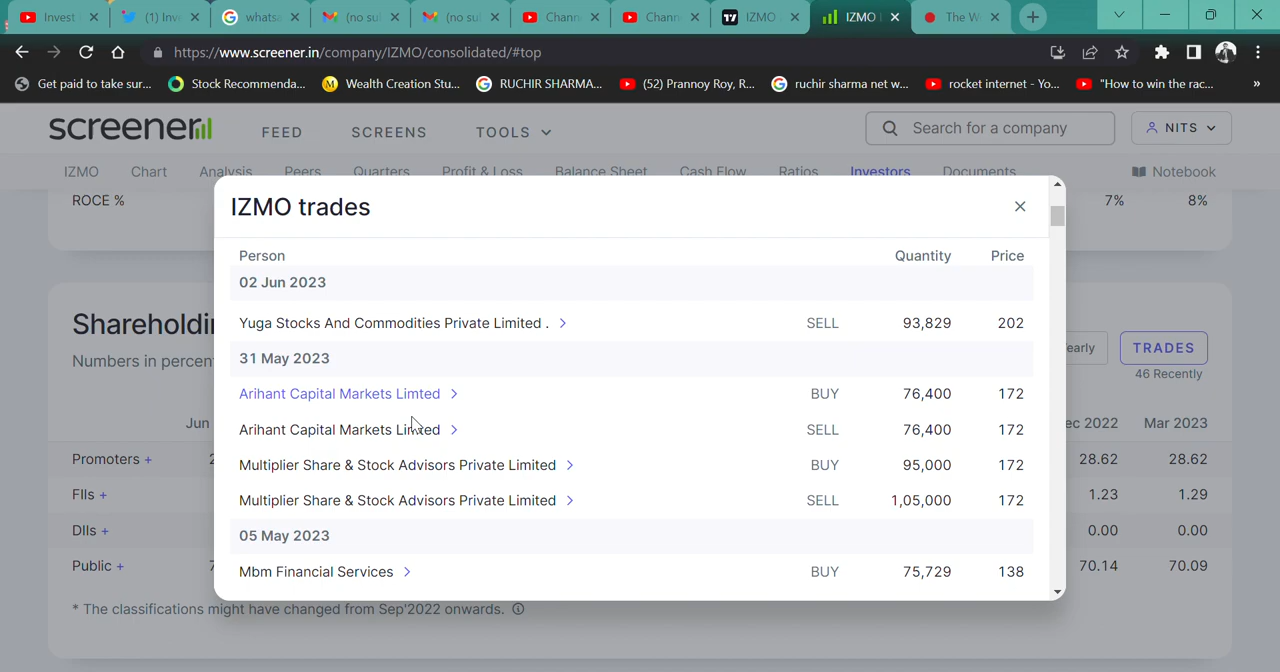 Invest
(1) Inv
whatsa
(no su
(no su
Chann
Chann
IZMO
IZMO
The W
https://www.screener.in/company/IZMO/consolidated/#top
Get paid to take sur...
Stock Recommenda...
Wealth Creation Stu...
RUCHIR SHARMA...
(52) Prannoy Roy, R...
ruchir sharma net w...
rocket internet - Yo...
"How to win the rac...
»
screener
FEED
SCREENS
TOOLS
Search for a company
NITS
IZMO
Chart
Analysis
Peers
Quarters
Profit & Loss
Balance Sheet
Cash Flow
Ratios
Investors
Documents
Notebook
ROCE %
7%
8%
IZMO trades
Person Quantity Price
02 Jun 2023
Yuga Stocks And Commodities Private Limited . SELL 93,829 202
31 May 2023
Arihant Capital Markets Limted BUY 76,400 172
Arihant Capital Markets Limted SELL 76,400 172
Multiplier Share & Stock Advisors Private Limited BUY 95,000 172
Multiplier Share & Stock Advisors Private Limited SELL 1,05,000 172
05 May 2023
Mbm Financial Services BUY 75,729 138
Shareholdi
Numbers in percent
early
TRADES
46 Recently
Jun
ec 2022 Mar 2023
Promoters + 2 28.62 28.62
FIIs + 1.23 1.29
DIIs + 0.00 0.00
Public + 7 70.14 70.09
* The classifications might have changed from Sep'2022 onwards.